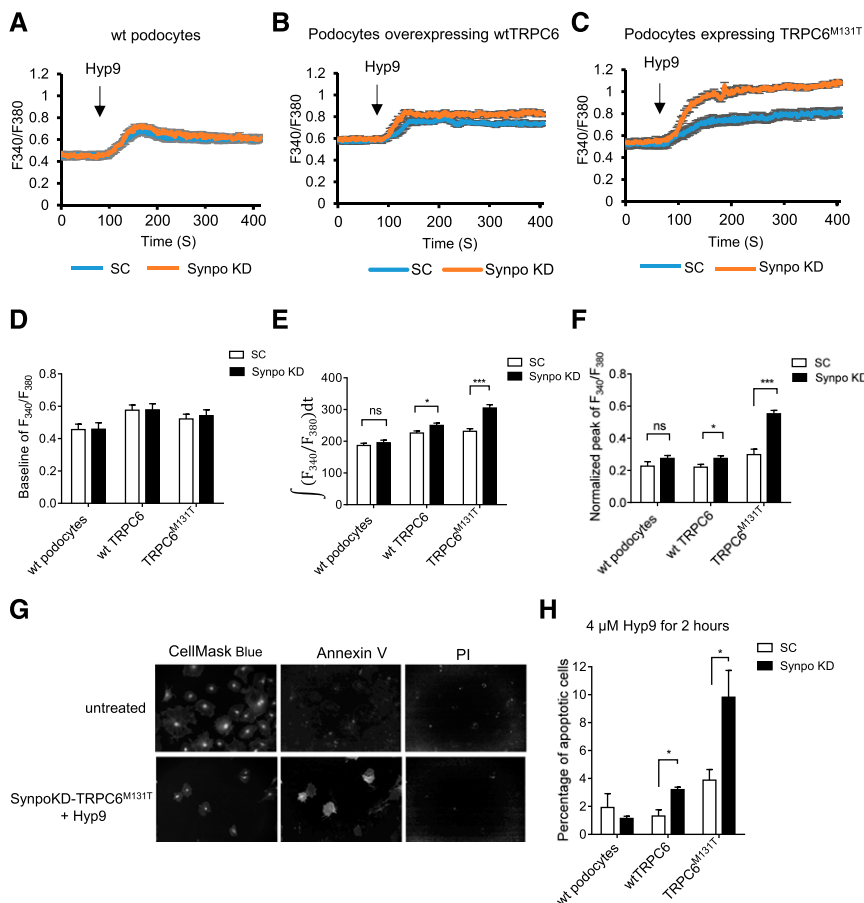 A
wt podocytes
Hyp9
F340/F380
1.2
1
0.8
0.6
0.4
0.2
0
0 100 200 300 400
Time (S)
SC Synpo KD
B
Podocytes overexpressing wtTRPC6
Hyp9
F340/F380
1.2
1
0.8
0.6
0.4
0.2
0
0 100 200 300 400
Time (S)
SC Synpo KD
C
Podocytes expressing TRPC6M131T
Hyp9
F340/F380
1.2
1
0.8
0.6
0.4
0.2
0
0 100 200 300 400
Time (S)
SC Synpo KD
D
SC
Synpo KD
Baseline of F340/F380
0.8
0.6
0.4
0.2
0.0
wt podocytes
wt TRPC6
TRPC6M131T
E
SC
Synpo KD
∫(F340/F380)dt
400
300
200
100
0
ns
*
***
wt podocytes
wt TRPC6
TRPC6M131T
F
SC
Synpo KD
Normalized peak of F340/F380
0.8
0.6
0.4
0.2
0.0
ns
*
***
wt podocytes
wt TRPC6
TRPC6M131T
G
CellMask Blue Annexin V PI
untreated
SynpoKD-TRPC6M131T
+ Hyp9
H
4 µM Hyp9 for 2 hours
SC
Synpo KD
Percentage of apoptotic cells
12
10
8
6
4
2
0
*
*
wt podocytes
wtTRPC6
TRPC6M131T